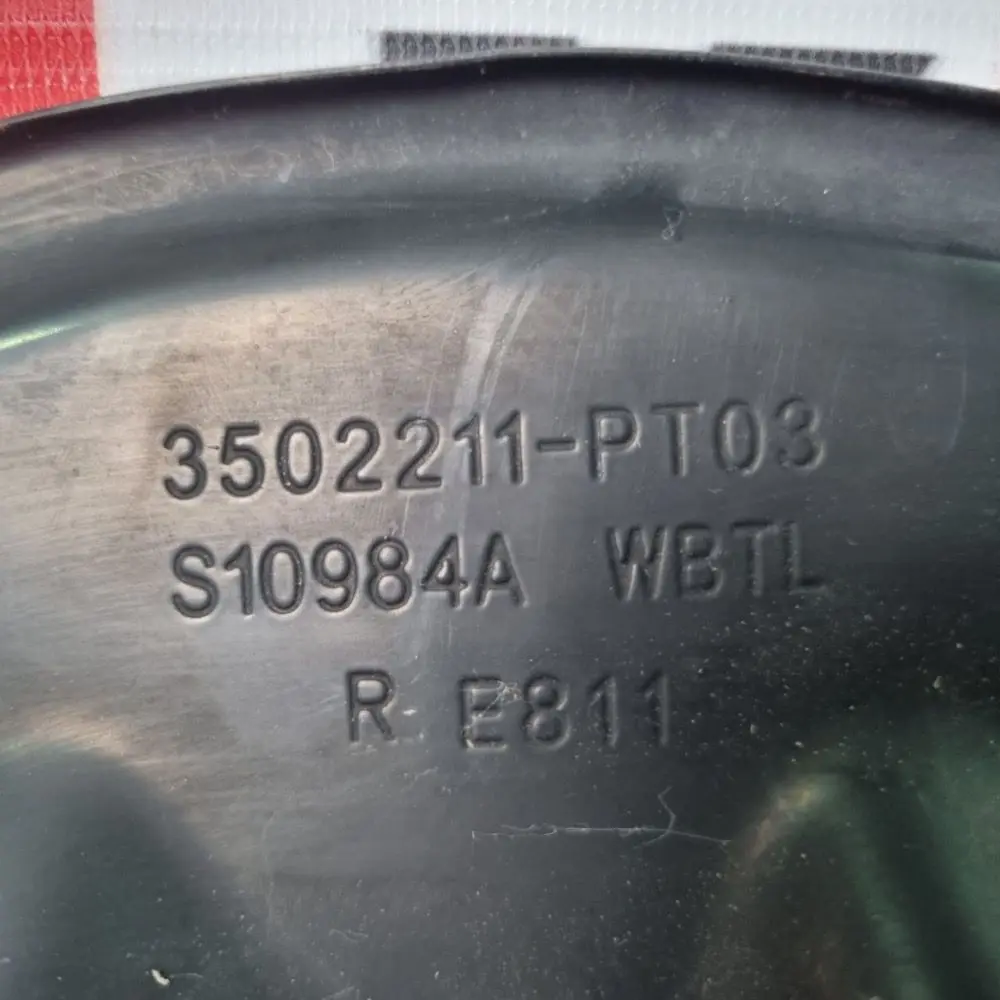 3502211-PT03
S10984A WBTL
R E811